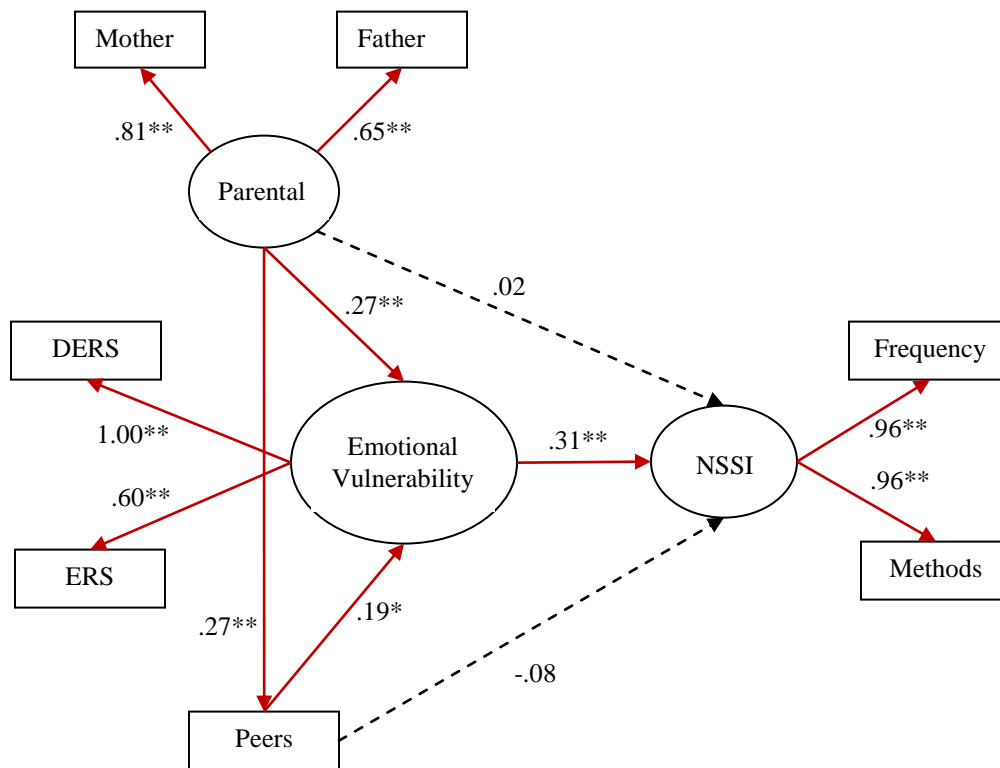 Mother
Father
.81**
.65**
Parental
.02
.27**
DERS
Frequency
1.00**
Emotional
Vulnerability
.31**
NSSI
.96**
.60**
.96**
ERS
Methods
.27**
.19*
-.08
Peers